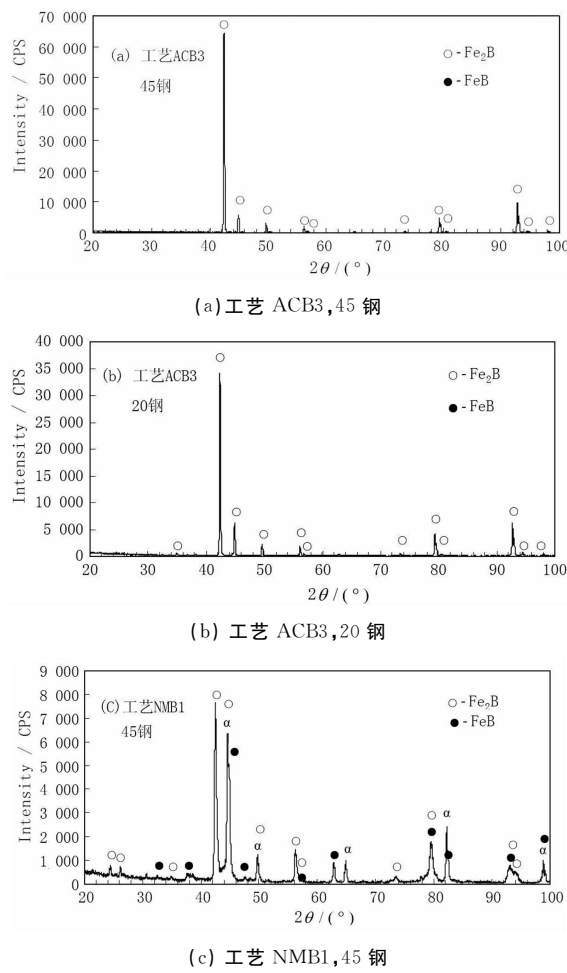 70 000
60 000
50 000
40 000
30 000
20 000
10 000
0
Intensity / CPS
(a) 工艺ACB3
45钢
○ -Fe₂B
● -FeB
20 30 40 50 60 70 80 90 100
2θ/(°)
(a)工艺 ACB3,45 钢
40 000
35 000
30 000
25 000
20 000
15 000
10 000
5 000
0
Intensity / CPS
(b) 工艺ACB3
20钢
○ -Fe₂B
● -FeB
20 30 40 50 60 70 80 90 100
2θ/(°)
(b) 工艺 ACB3,20 钢
9 000
8 000
7 000
6 000
5 000
4 000
3 000
2 000
1 000
0
Intensity / CPS
(C)工艺NMB1
45钢
○ -Fe₂B
● -FeB
α
α
α
α
α
20 30 40 50 60 70 80 90 100
2θ/(°)
(c) 工艺 NMB1,45 钢